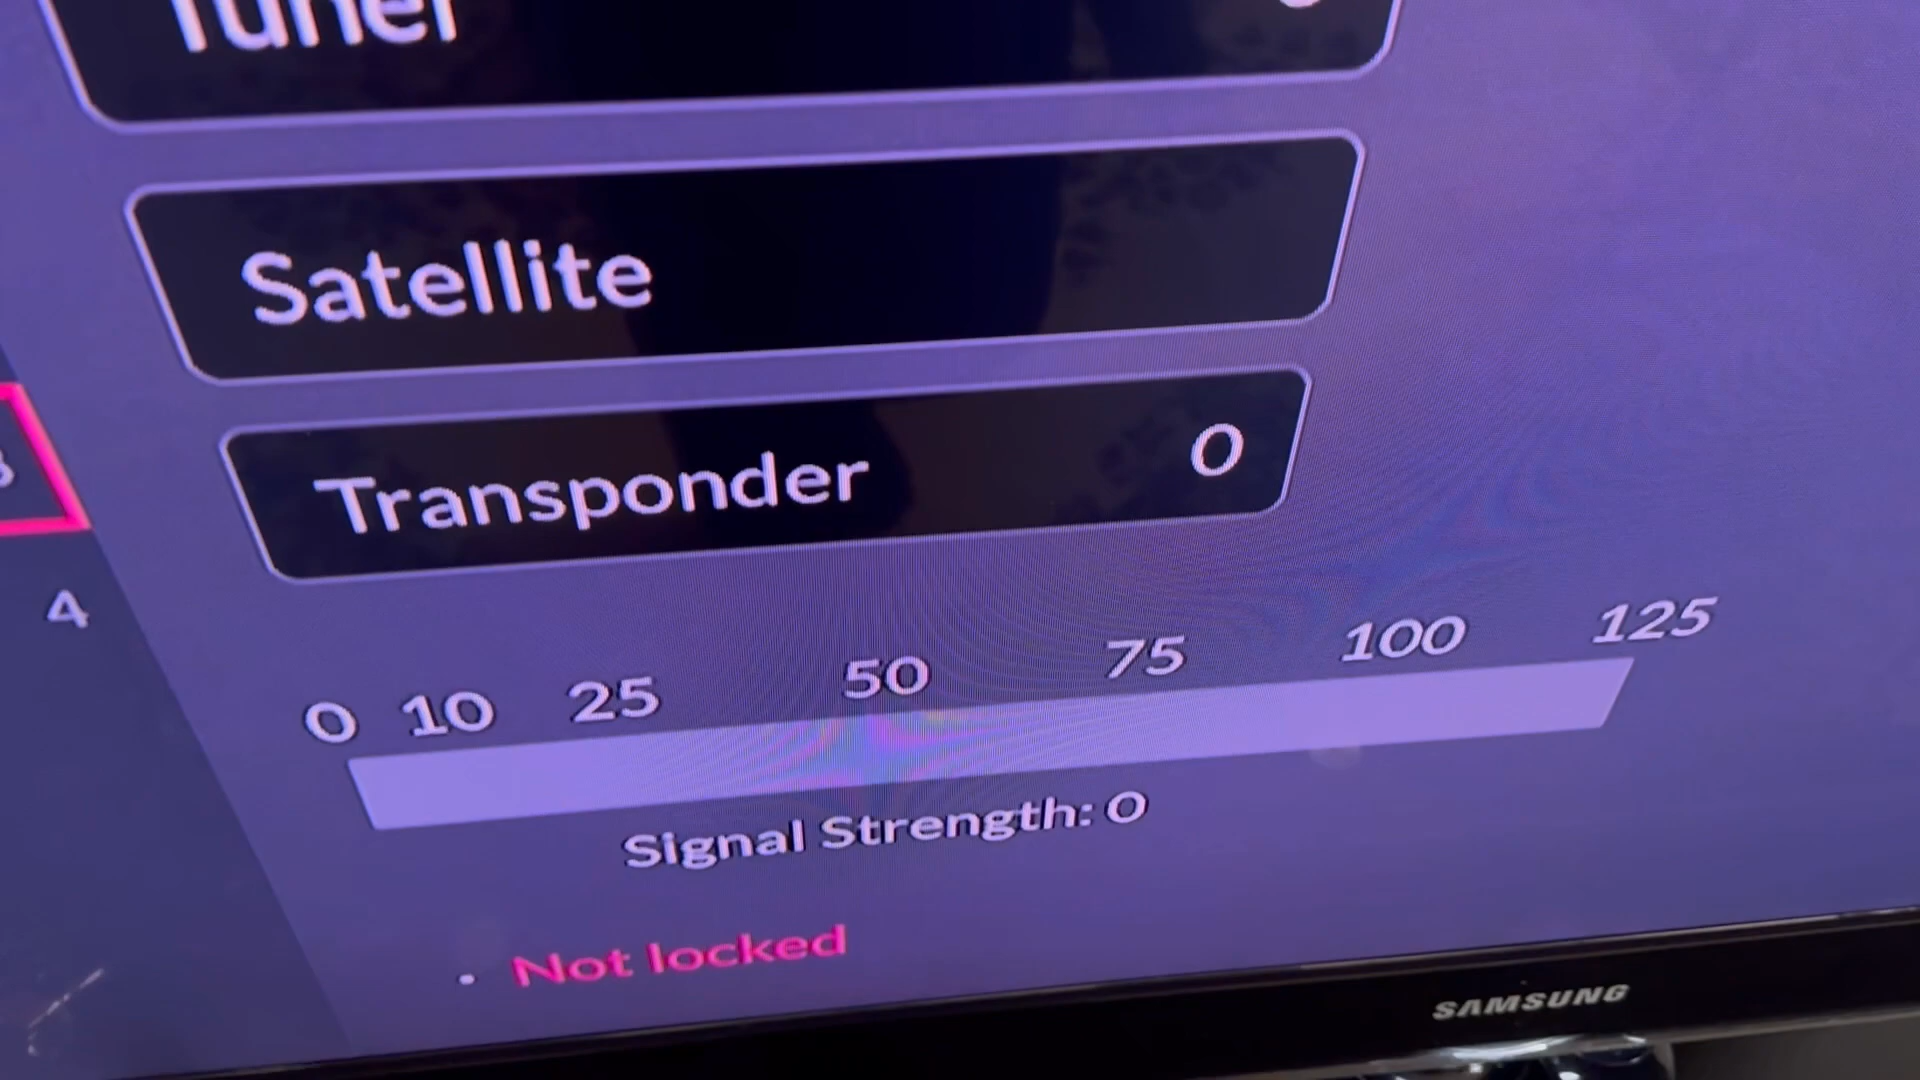 Tuner
Satellite
Transponder 0
4
0 10 25 50 75 100 125
Signal Strength: 0
• Not locked
SAMSUNG